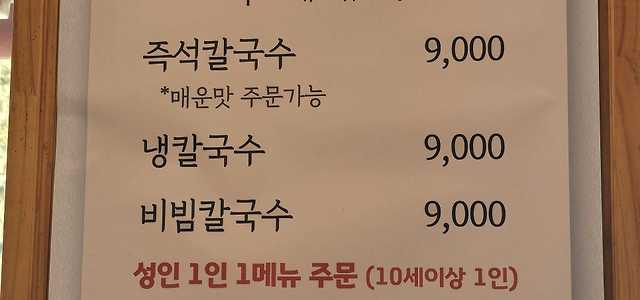 즉석칼국수 9,000
*매운맛 주문가능
냉칼국수 9,000
비빔칼국수 9,000
성인 1인 1메뉴 주문 (10세이상 1인)